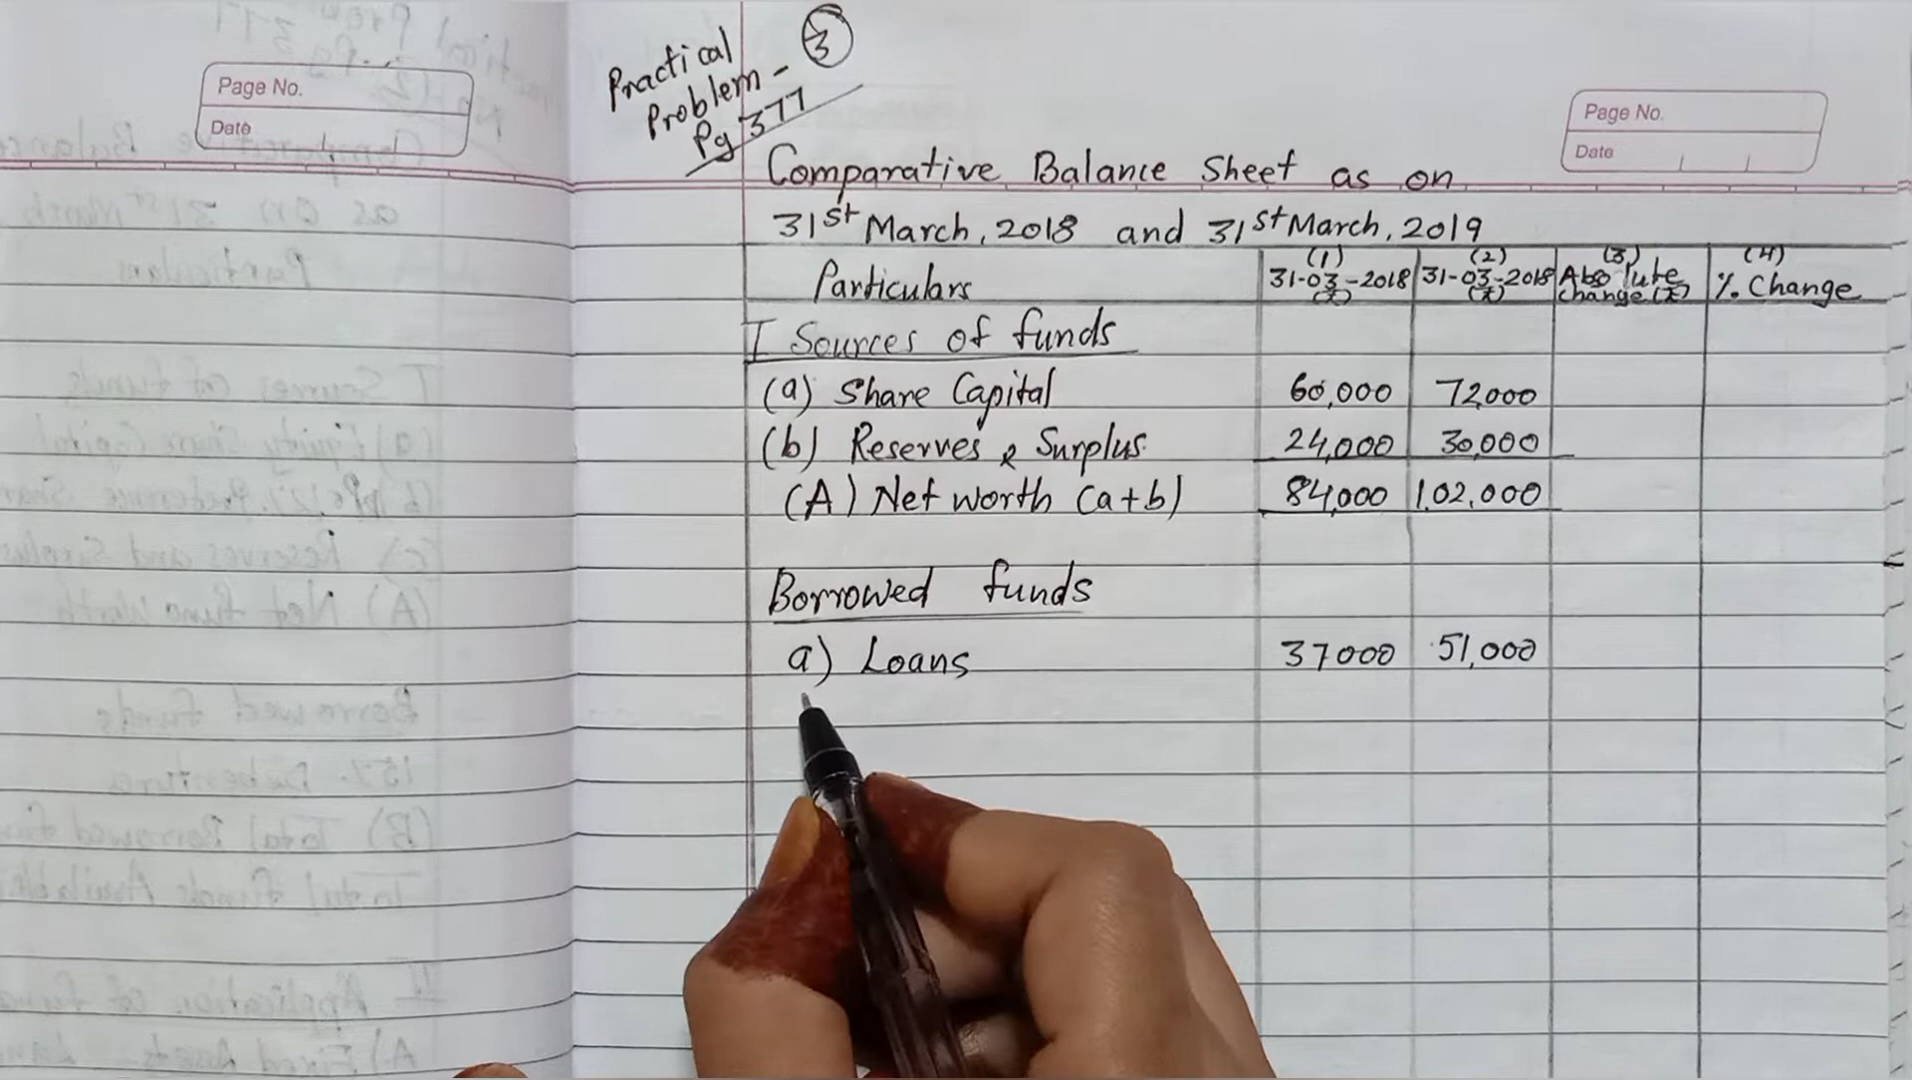 Page No.
Date
Practical
Problem - 3
Pg 377
Page No.
Date
Comparative Balance Sheet as on
31st March, 2018 and 31st March, 2019
Particulars (1) 31-03-2018 (₹) (2) 31-03-2018 (₹) (3) Absolute change (₹) (4) % Change
I Sources of funds
(a) Share Capital 60,000 72,000
(b) Reserves & Surplus 24,000 30,000
(A) Net worth (a+b) 84,000 1,02,000
Borrowed funds
a) Loans 37000 51,000